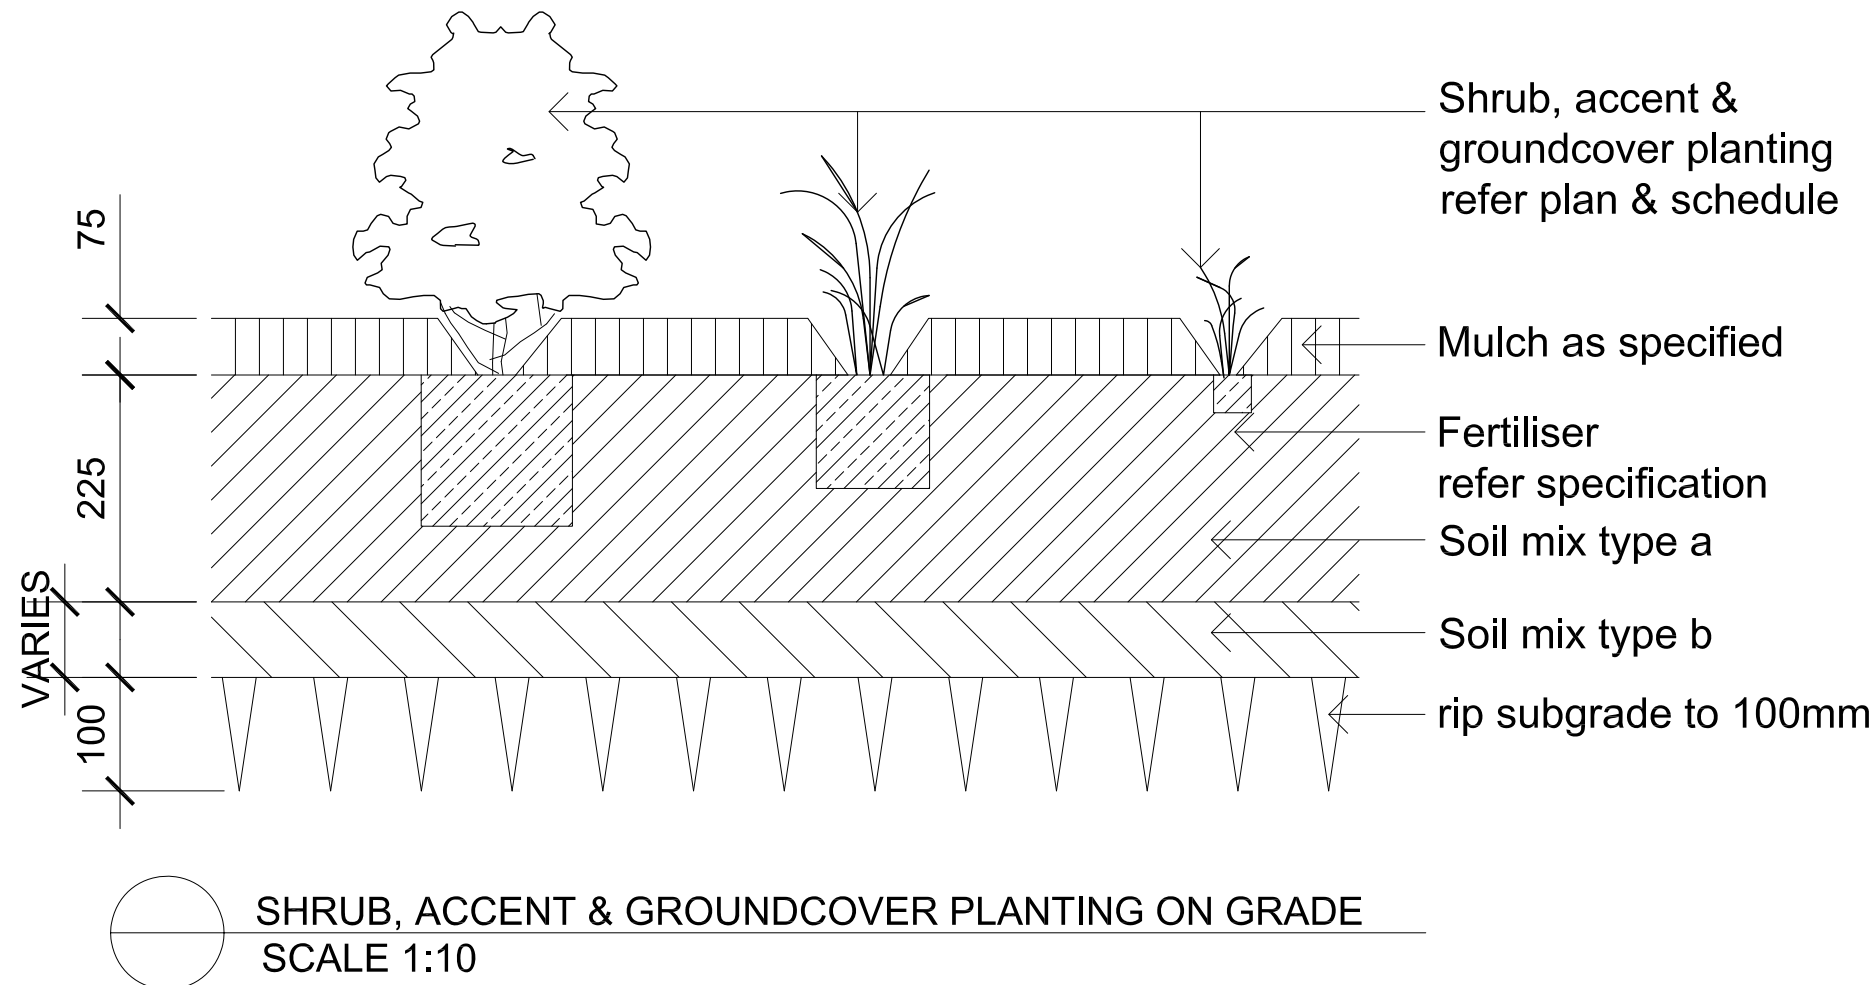 Shrub, accent &
groundcover planting
refer plan & schedule
75
Mulch as specified
Fertiliser
refer specification
225
Soil mix type a
VARIES
Soil mix type b
100
rip subgrade to 100mm
SHRUB, ACCENT & GROUNDCOVER PLANTING ON GRADE
SCALE 1:10